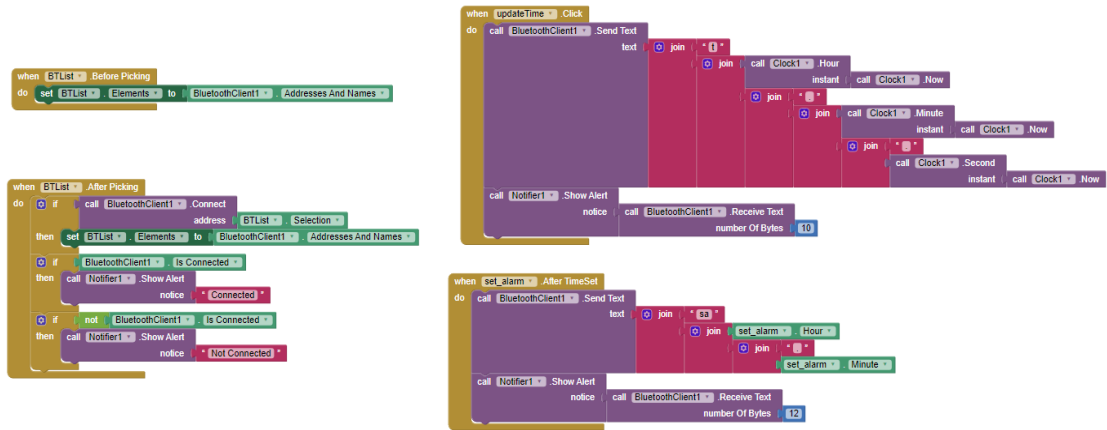 when BTList .Before Picking
do set BTList . Elements to BluetoothClient1 . Addresses And Names
when BTList .After Picking
do if call BluetoothClient1 .Connect
address BTList . Selection
then set BTList . Elements to BluetoothClient1 . Addresses And Names
if BluetoothClient1 . Is Connected
then call Notifier1 .Show Alert
notice " Connected "
if not BluetoothClient1 . Is Connected
then call Notifier1 .Show Alert
notice " Not Connected "
when updateTime .Click
do call BluetoothClient1 .Send Text
text join " t "
join call Clock1 .Hour
instant call Clock1 .Now
join " . "
join call Clock1 .Minute
instant call Clock1 .Now
join " . "
call Clock1 .Second
instant call Clock1 .Now
call Notifier1 .Show Alert
notice call BluetoothClient1 .Receive Text
number Of Bytes 10
when set_alarm .After TimeSet
do call BluetoothClient1 .Send Text
text join " sa "
join set_alarm . Hour
join " . "
set_alarm . Minute
call Notifier1 .Show Alert
notice call BluetoothClient1 .Receive Text
number Of Bytes 12